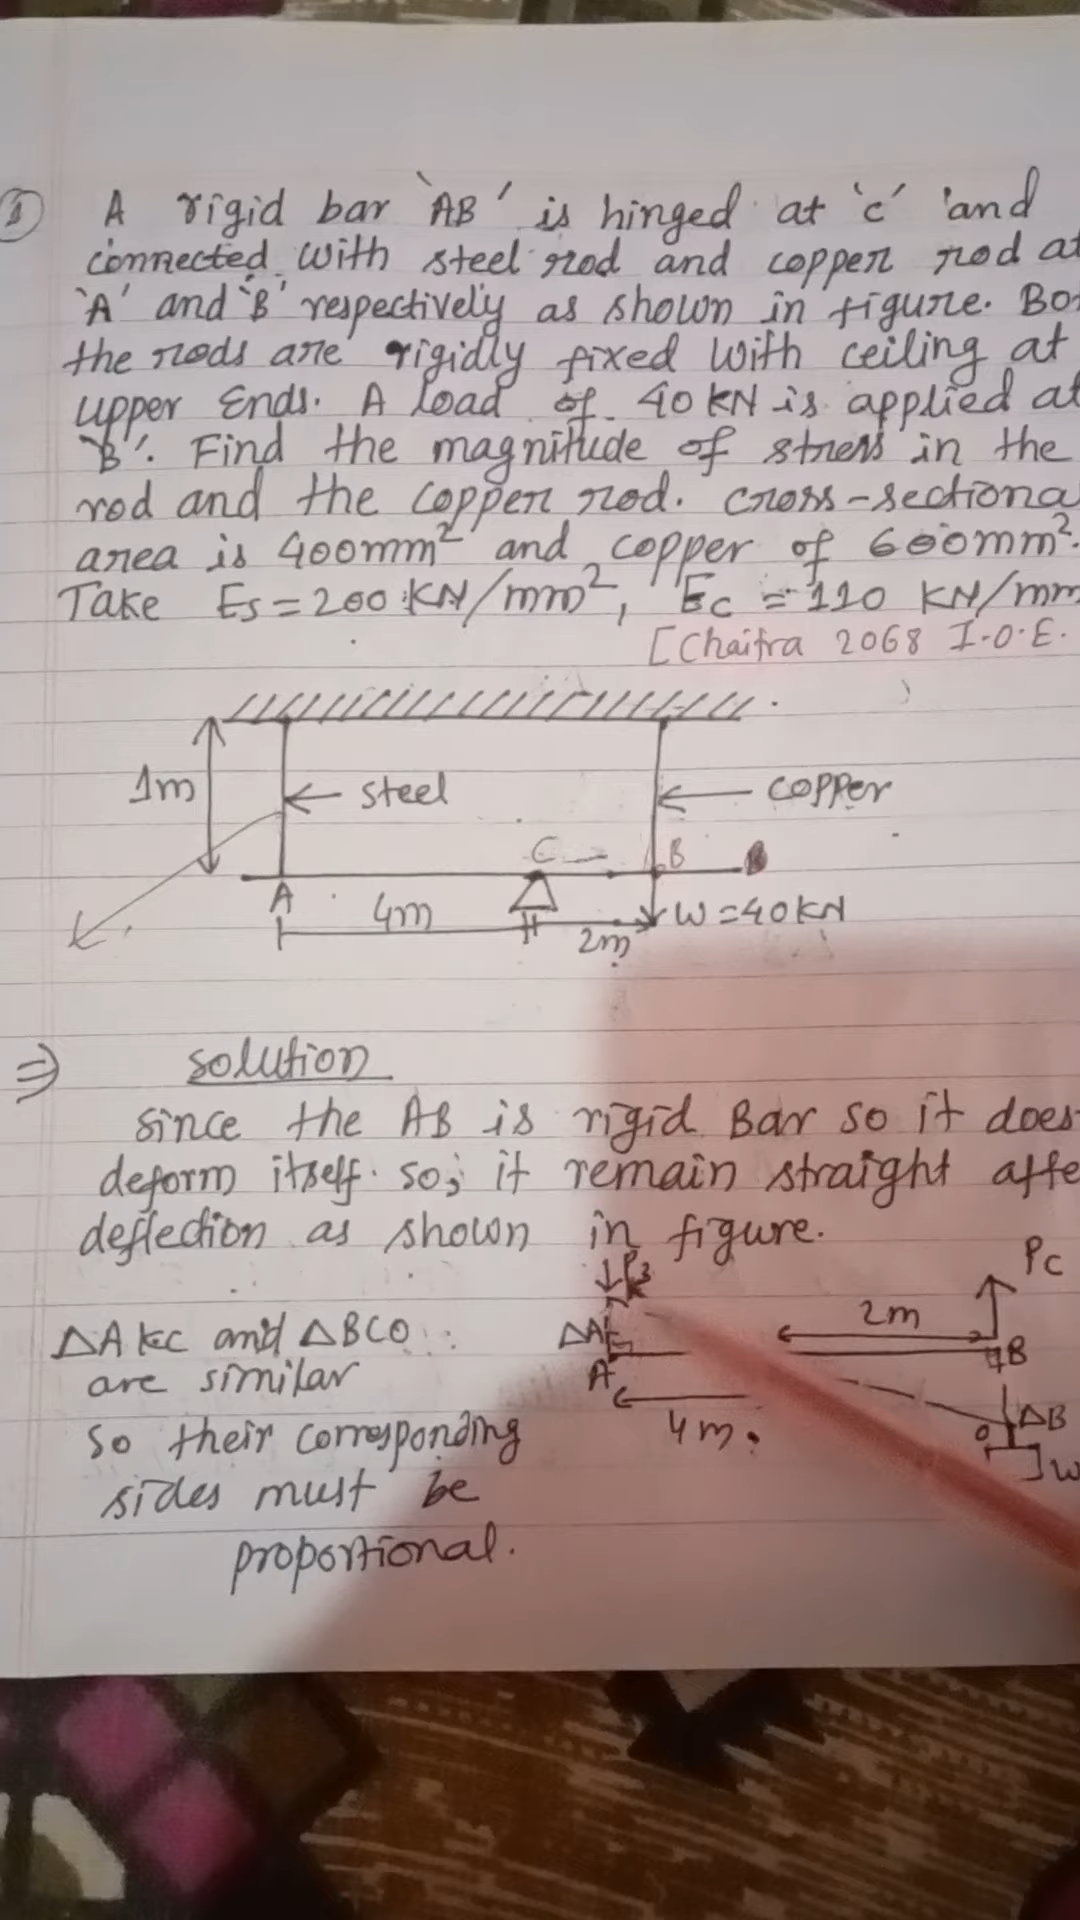 1
A rigid bar `AB' is hinged at 'c' 'and
connected with steel rod and copper rod at
`A' and `B' respectively as shown in figure. Bo
the rods are rigidly fixed with ceiling at
upper Ends. A load of 40 KN is applied at
`B'. Find the magnitude of stress in the
rod and the copper rod. cross-sectiona
area is 400mm² and copper of 600mm².
Take Es = 200 KN/mm², Ec = 110 KN/mm
[Chaitra 2068 I.O.E.
1m
steel
copper
C
B
A
4m
2m
W = 40KN
⇒ solution
since the AB is rigid Bar so it does
deform itself. so, it remain straight afte
deflection as shown in figure.
Pc
2m
ΔAKC and ΔBCO
are similar
ΔA
A
B
4m
ΔB
O
W
so their corresponding
sides must be
proportional.